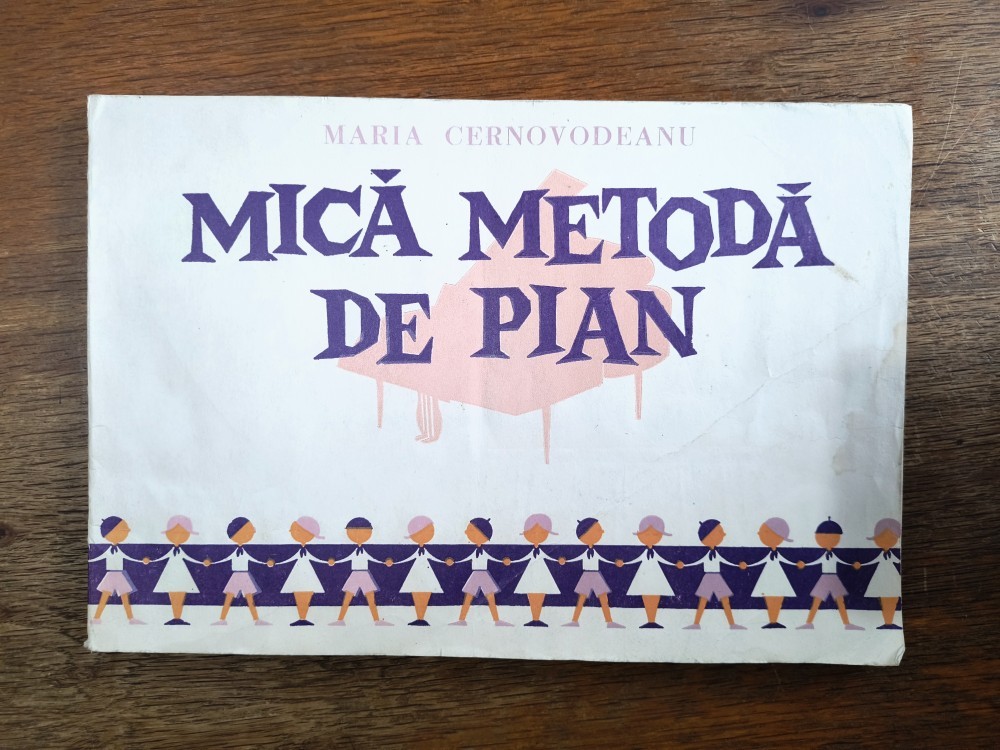 MARIA CERNOVODEANU
MICĂ METODĂ
DE PIAN